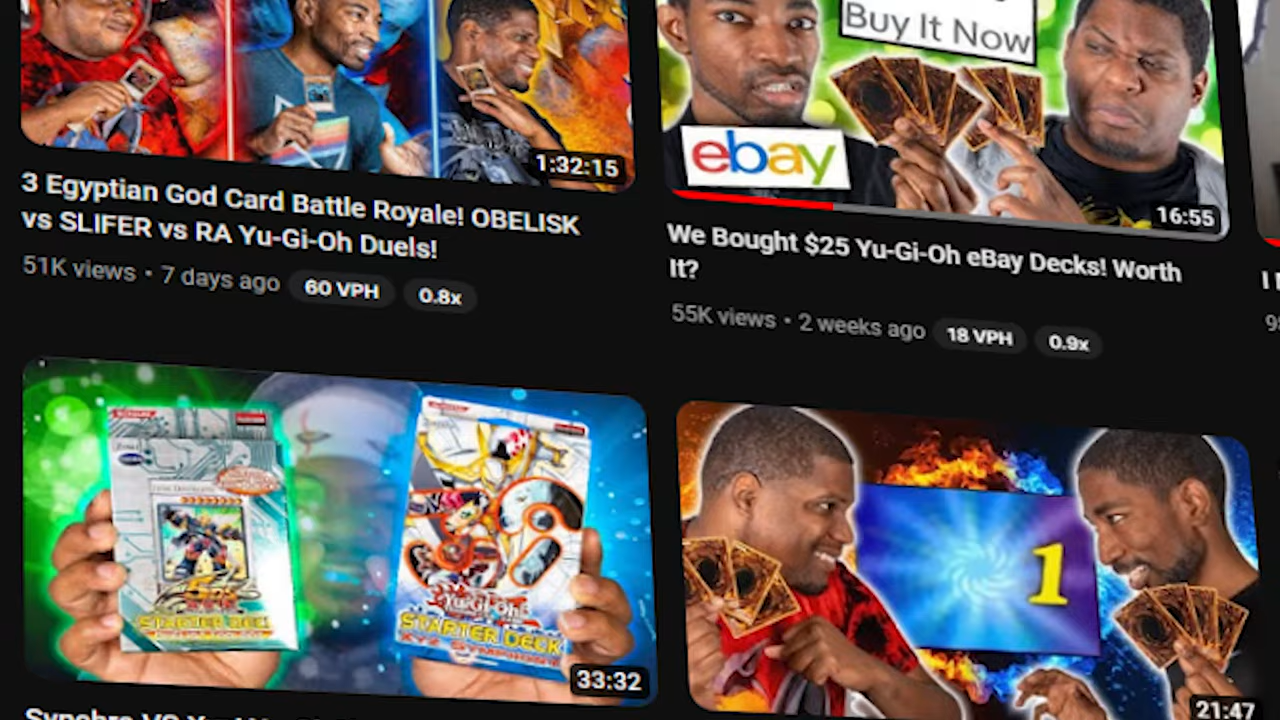 Buy It Now
ebay
1:32:15
16:55
3 Egyptian God Card Battle Royale! OBELISK
vs SLIFER vs RA Yu-Gi-Oh Duels!
51K views • 7 days ago 60 VPH 0.8x
We Bought $25 Yu-Gi-Oh eBay Decks! Worth
It?
55K views • 2 weeks ago 18 VPH 0.9x
Yu-Gi-Oh!
STARTER DECK
STARTER DECK
33:32
1
21:47